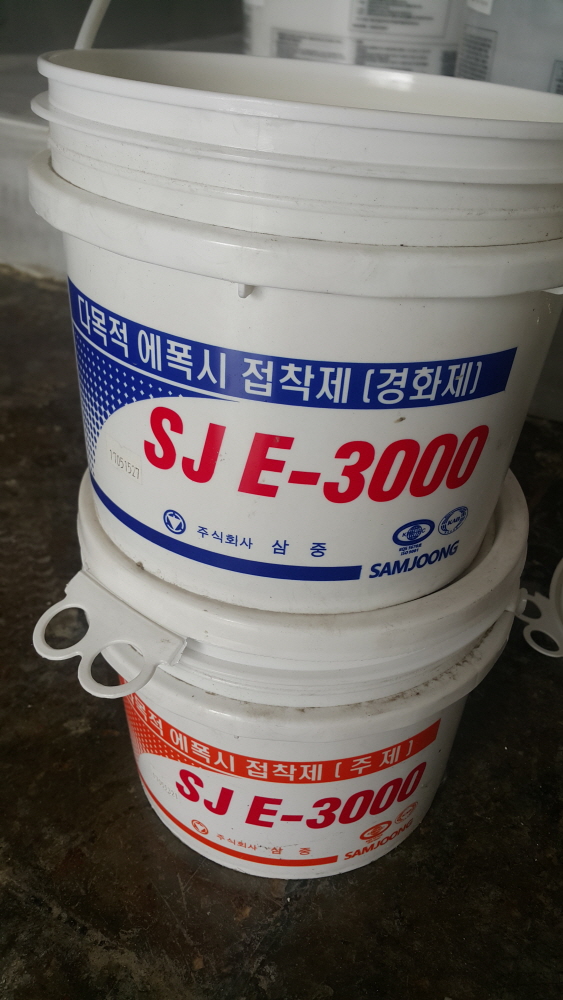 다목적 에폭시 접착제 (경화제)
SJ E-3000
17051527
주식회사 삼중
SAMJOONG
에폭시 접착제 (주제)
SJ E-3000
주식회사 삼중
SAMJOONG